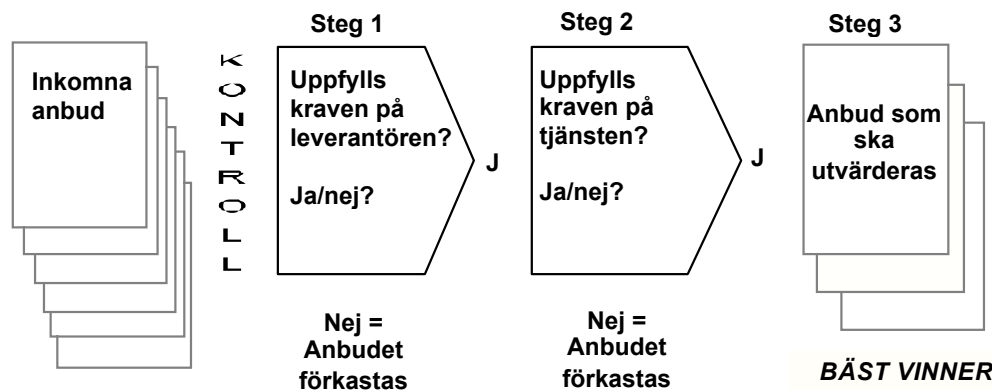 Inkomna
anbud
KONTROLL
Steg 1
Uppfylls
kraven på
leverantören?
Ja/nej?
J
Nej =
Anbudet
förkastas
Steg 2
Uppfylls
kraven på
tjänsten?
Ja/nej?
J
Nej =
Anbudet
förkastas
Steg 3
Anbud som
ska
utvärderas
BÄST VINNER